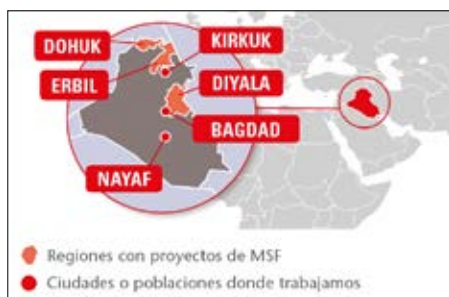 DOHUK
KIRKUK
ERBIL
DIYALA
BAGDAD
NAYAF
Regiones con proyectos de MSF
Ciudades o poblaciones donde trabajamos